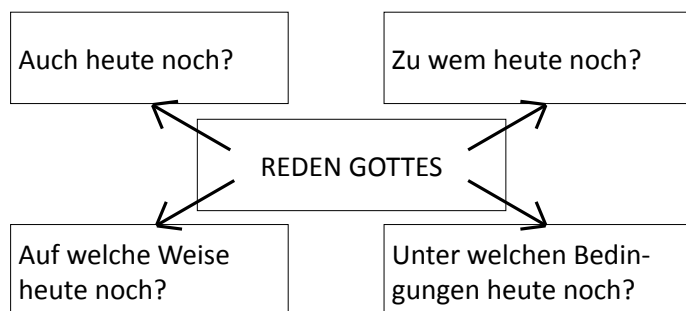 Auch heute noch?
Zu wem heute noch?
REDEN GOTTES
Auf welche Weise
heute noch?
Unter welchen Bedin-
gungen heute noch?